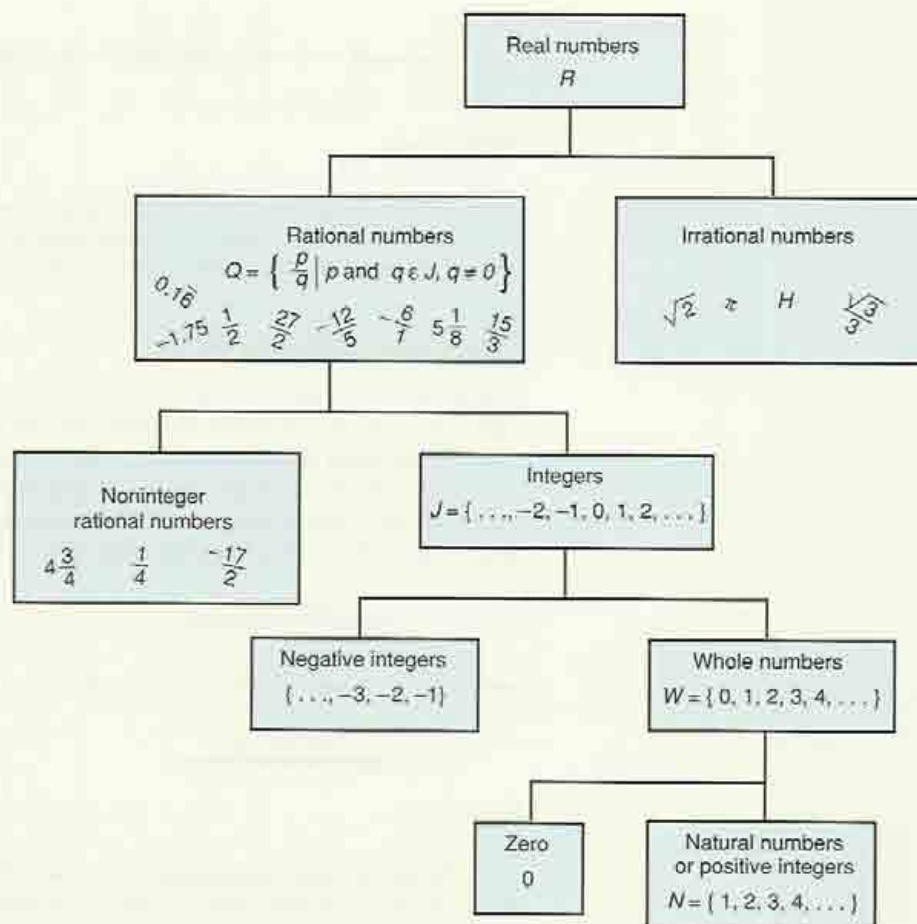 Real numbers
R
Rational numbers
Q = { p/q | p and q ε J, q ≠ 0 }
0.16̅
-1.75 1/2 27/2 -12/5 -6/1 5 1/8 15/3
Irrational numbers
√2 π H √3/3
Noninteger
rational numbers
4 3/4 1/4 -17/2
Integers
J = { . . ., -2, -1, 0, 1, 2, . . . }
Negative integers
{ . . ., -3, -2, -1}
Whole numbers
W = { 0, 1, 2, 3, 4, . . . }
Zero
0
Natural numbers
or positive integers
N = { 1, 2, 3, 4, . . . }